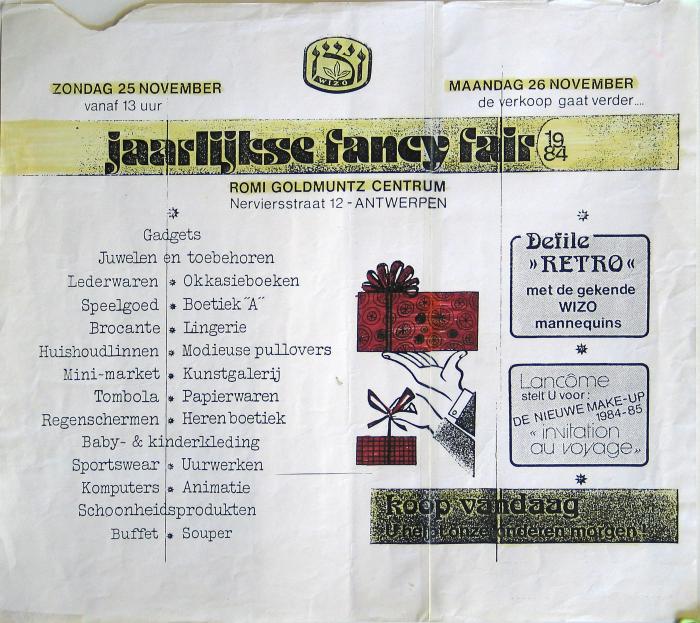 WIZO
ZONDAG 25 NOVEMBER
vanaf 13 uur
MAANDAG 26 NOVEMBER
de verkoop gaat verder....
jaarlijkse fancy fair 1984
ROMI GOLDMUNTZ CENTRUM
Nerviersstraat 12 - ANTWERPEN
Gadgets
Juwelen en toebehoren
Lederwaren * Okkasieboeken
Speelgoed * Boetiek "A"
Brocante * Lingerie
Huishoudlinnen * Modieuse pullovers
Mini-market * Kunstgalerij
Tombola * Papierwaren
Regenschermen * Herenboetiek
Baby- & kinderkleding
Sportswear * Uurwerken
Komputers * Animatie
Schoonheidsprodukten
Buffet * Souper
Defile
»RETRO«
met de gekende
WIZO
mannequins
Lancôme
stelt U voor:
DE NIEUWE MAKE-UP
1984-85
« invitation
au voyage»
koop vandaag
U helpt onze kinderen morgen !